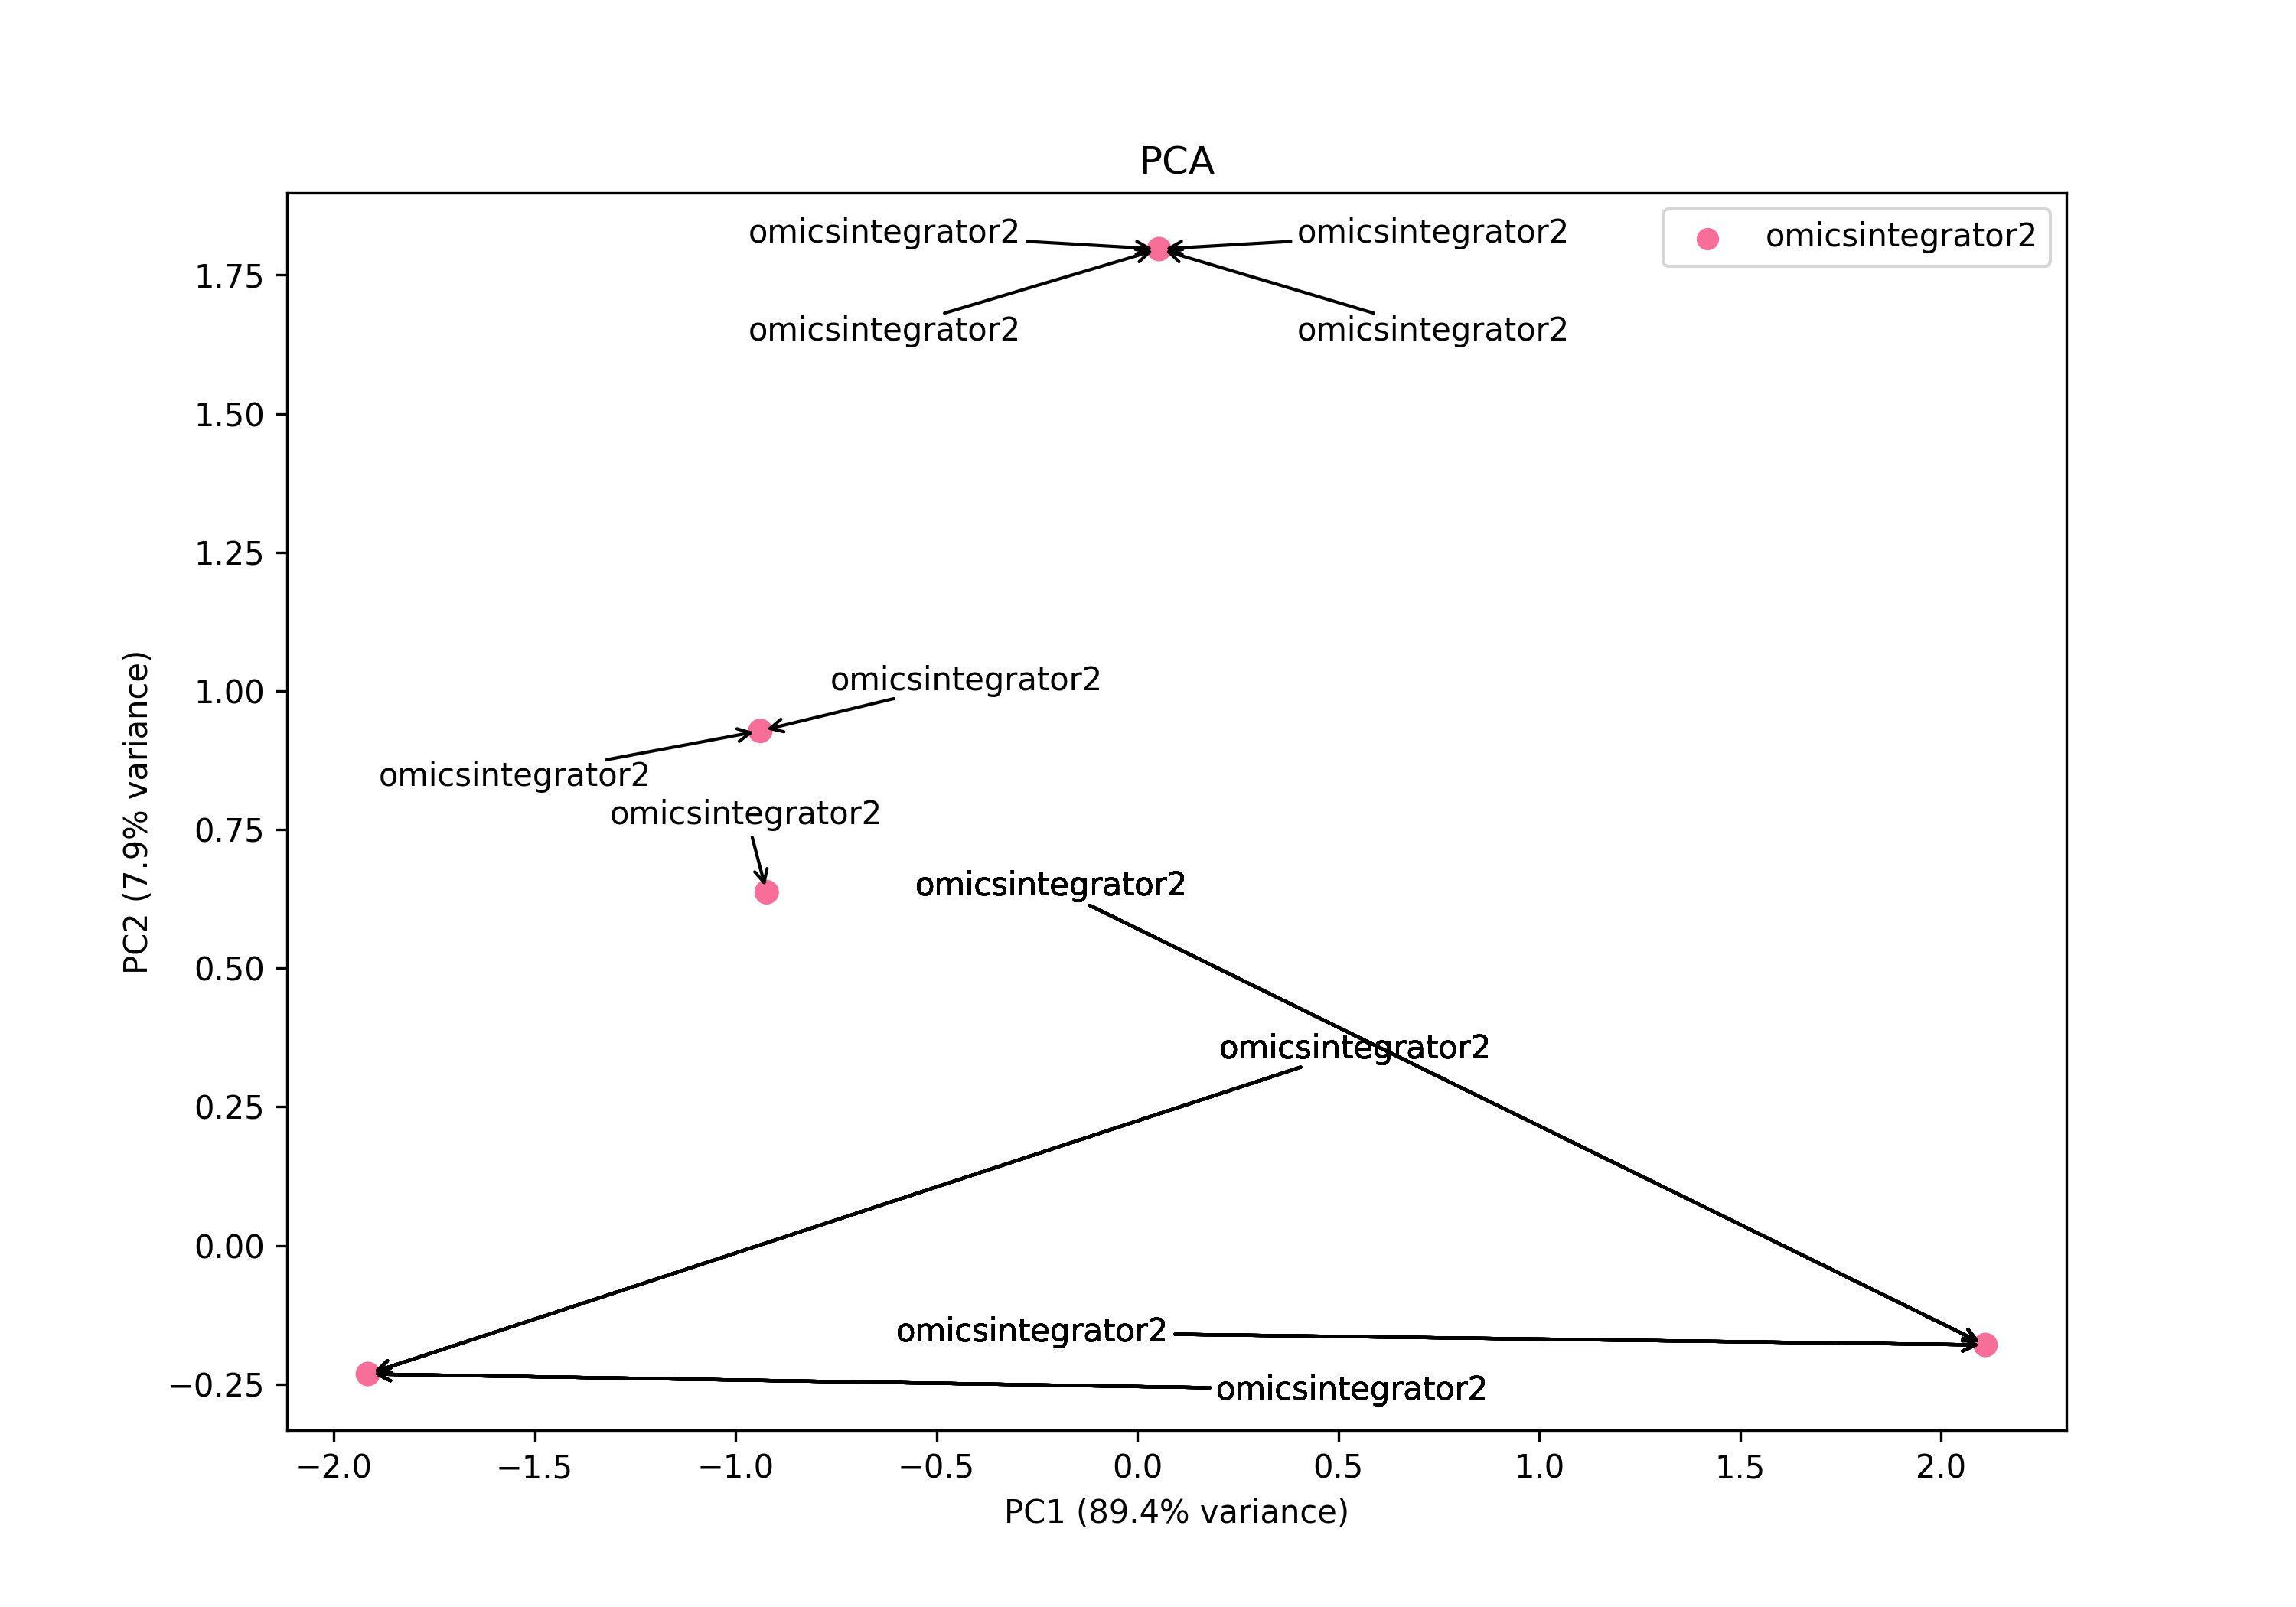 PCA
omicsintegrator2
omicsintegrator2
omicsintegrator2
omicsintegrator2
omicsintegrator2
1.75
1.50
1.25
1.00
0.75
0.50
0.25
0.00
−0.25
PC2 (7.9% variance)
omicsintegrator2
omicsintegrator2
omicsintegrator2
omicsintegrator2
omicsintegrator2
omicsintegrator2
omicsintegrator2
−2.0
−1.5
−1.0
−0.5
0.0
0.5
1.0
1.5
2.0
PC1 (89.4% variance)